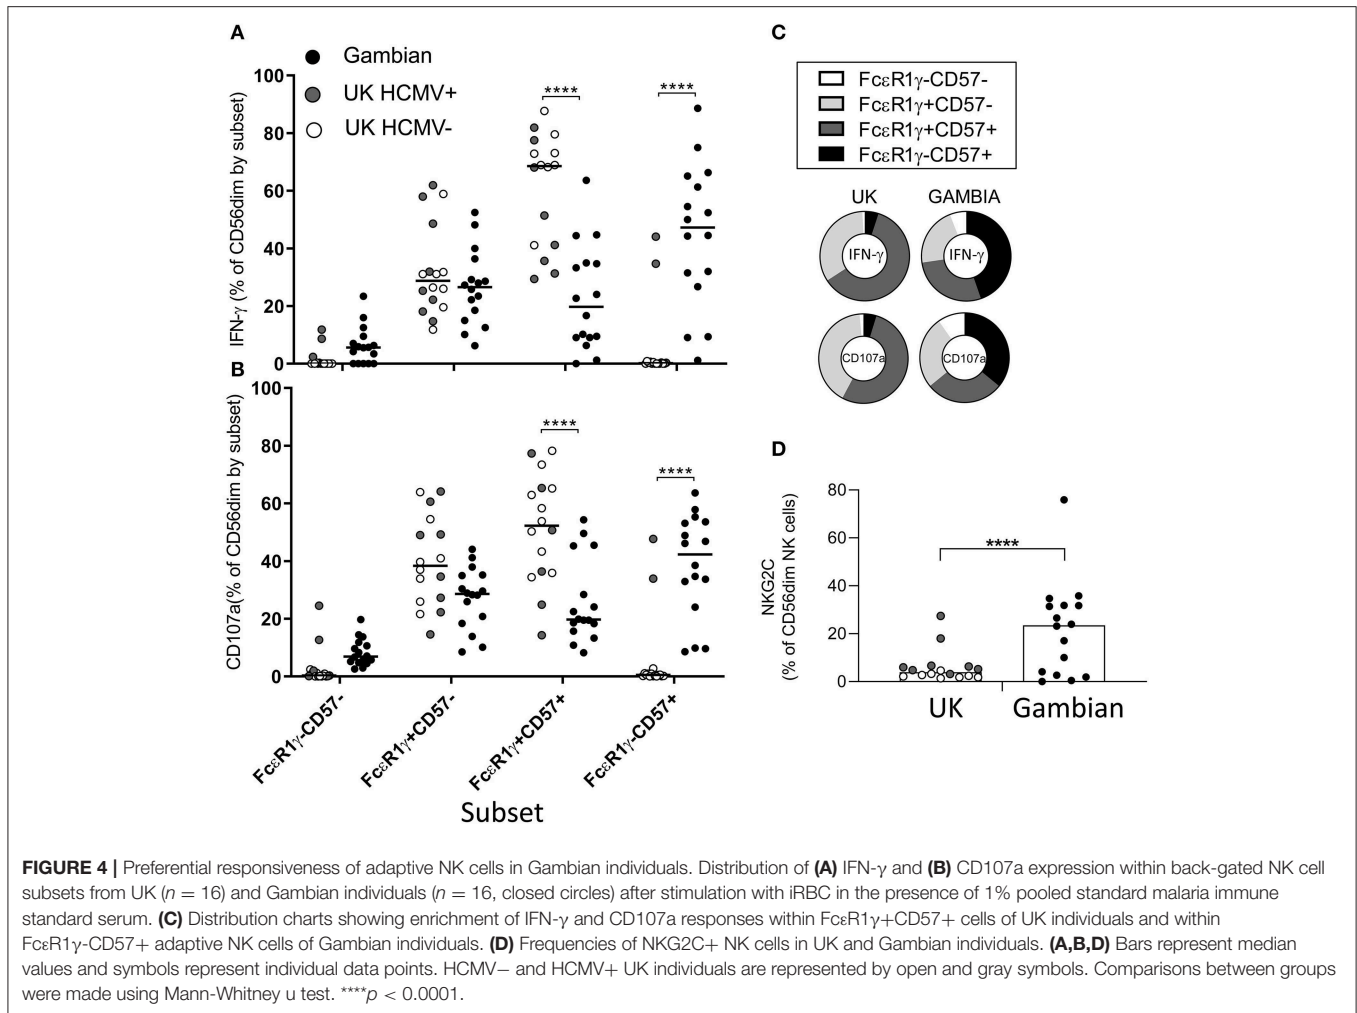 A
Gambian
UK HCMV+
UK HCMV-
IFN-γ (% of CD56dim by subset)
100
80
60
40
20
0
****
****
B
CD107a(% of CD56dim by subset)
100
80
60
40
20
0
****
****
FcεR1γ-CD57-
FcεR1γ+CD57-
FcεR1γ+CD57+
FcεR1γ-CD57+
Subset
C
FcεR1γ-CD57-
FcεR1γ+CD57-
FcεR1γ+CD57+
FcεR1γ-CD57+
UK
GAMBIA
IFN-γ
IFN-γ
CD107a
CD107a
D
NKG2C
(% of CD56dim NK cells)
80
60
40
20
0
****
UK
Gambian
FIGURE 4 | Preferential responsiveness of adaptive NK cells in Gambian individuals. Distribution of (A) IFN-γ and (B) CD107a expression within back-gated NK cell
subsets from UK (n = 16) and Gambian individuals (n = 16, closed circles) after stimulation with iRBC in the presence of 1% pooled standard malaria immune
standard serum. (C) Distribution charts showing enrichment of IFN-γ and CD107a responses within FcεR1γ+CD57+ cells of UK individuals and within
FcεR1γ-CD57+ adaptive NK cells of Gambian individuals. (D) Frequencies of NKG2C+ NK cells in UK and Gambian individuals. (A,B,D) Bars represent median
values and symbols represent individual data points. HCMV− and HCMV+ UK individuals are represented by open and gray symbols. Comparisons between groups
were made using Mann-Whitney u test. ****p < 0.0001.